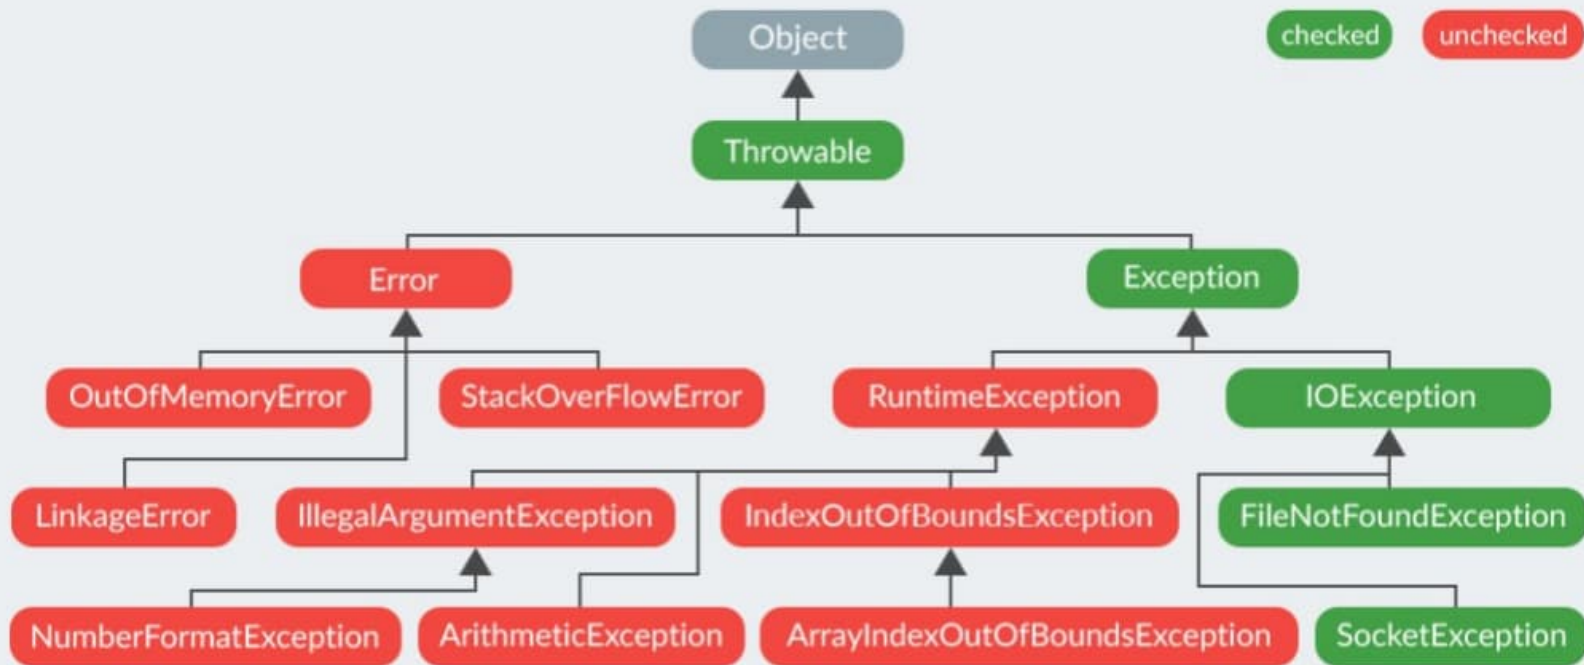 Object
checked
unchecked
Throwable
Error
Exception
OutOfMemoryError
StackOverFlowError
RuntimeException
IOException
LinkageError
IllegalArgumentException
IndexOutOfBoundsException
FileNotFoundException
NumberFormatException
ArithmeticException
ArrayIndexOutOfBoundsException
SocketException